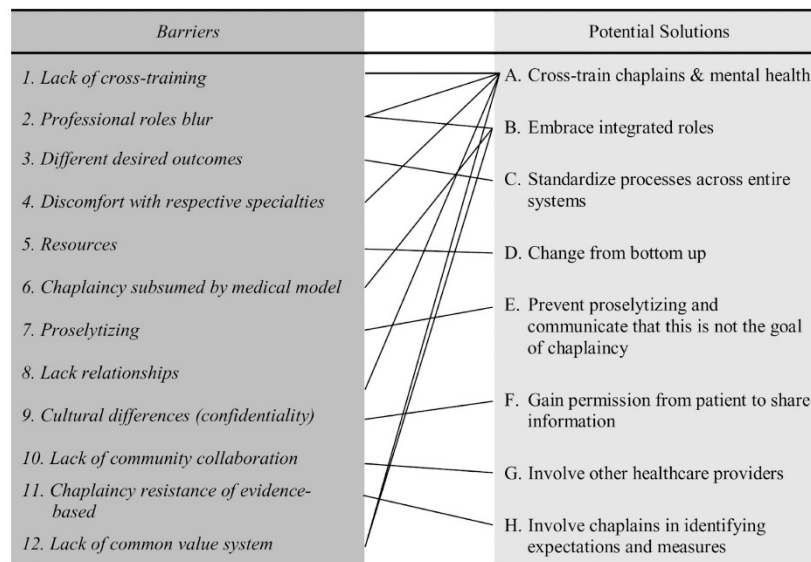 Barriers
Potential Solutions
1. Lack of cross-training
2. Professional roles blur
3. Different desired outcomes
4. Discomfort with respective specialties
5. Resources
6. Chaplaincy subsumed by medical model
7. Proselytizing
8. Lack relationships
9. Cultural differences (confidentiality)
10. Lack of community collaboration
11. Chaplaincy resistance of evidence-
based
12. Lack of common value system
A. Cross-train chaplains & mental health
B. Embrace integrated roles
C. Standardize processes across entire
systems
D. Change from bottom up
E. Prevent proselytizing and
communicate that this is not the goal
of chaplaincy
F. Gain permission from patient to share
information
G. Involve other healthcare providers
H. Involve chaplains in identifying
expectations and measures